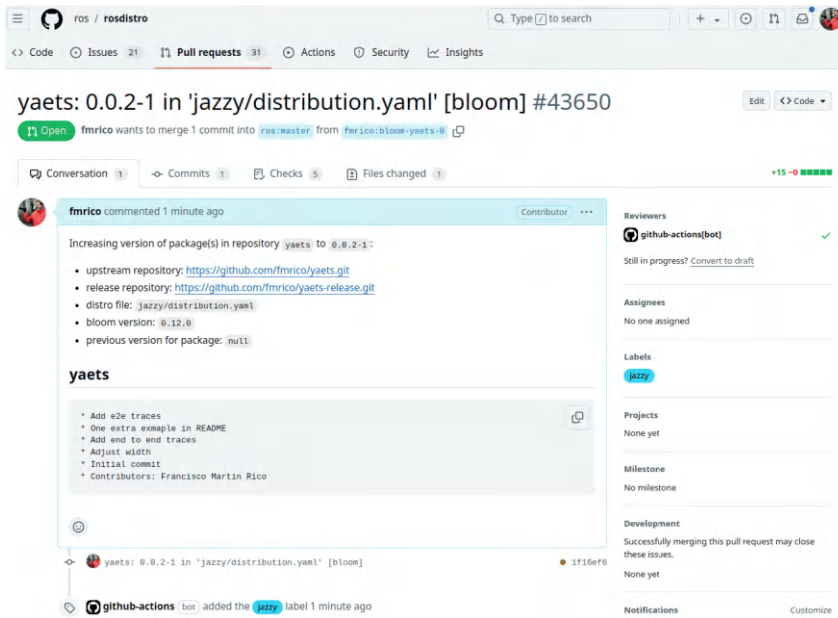 ros / rosdistro
Type / to search
Code
Issues 21
Pull requests 31
Actions
Security
Insights
yaets: 0.0.2-1 in 'jazzy/distribution.yaml' [bloom] #43650
Edit
Code
Open
fmrico wants to merge 1 commit into ros:master from fmrico:bloom-yaets-0
Conversation 1
Commits 1
Checks 5
Files changed 1
+15 −0
fmrico commented 1 minute ago
Contributor
Increasing version of package(s) in repository yaets to 0.0.2-1 :
• upstream repository: https://github.com/fmrico/yaets.git
• release repository: https://github.com/fmrico/yaets-release.git
• distro file: jazzy/distribution.yaml
• bloom version: 0.12.0
• previous version for package: null
yaets
* Add e2e traces
* One extra exmaple in README
* Add end to end traces
* Adjust width
* Initial commit
* Contributors: Francisco Martin Rico
yaets: 0.0.2-1 in 'jazzy/distribution.yaml' [bloom]
1f16ef6
github-actions bot added the jazzy label 1 minute ago
Reviewers
github-actions[bot]
Still in progress? Convert to draft
Assignees
No one assigned
Labels
jazzy
Projects
None yet
Milestone
No milestone
Development
Successfully merging this pull request may close
these issues.
None yet
Notifications
Customize